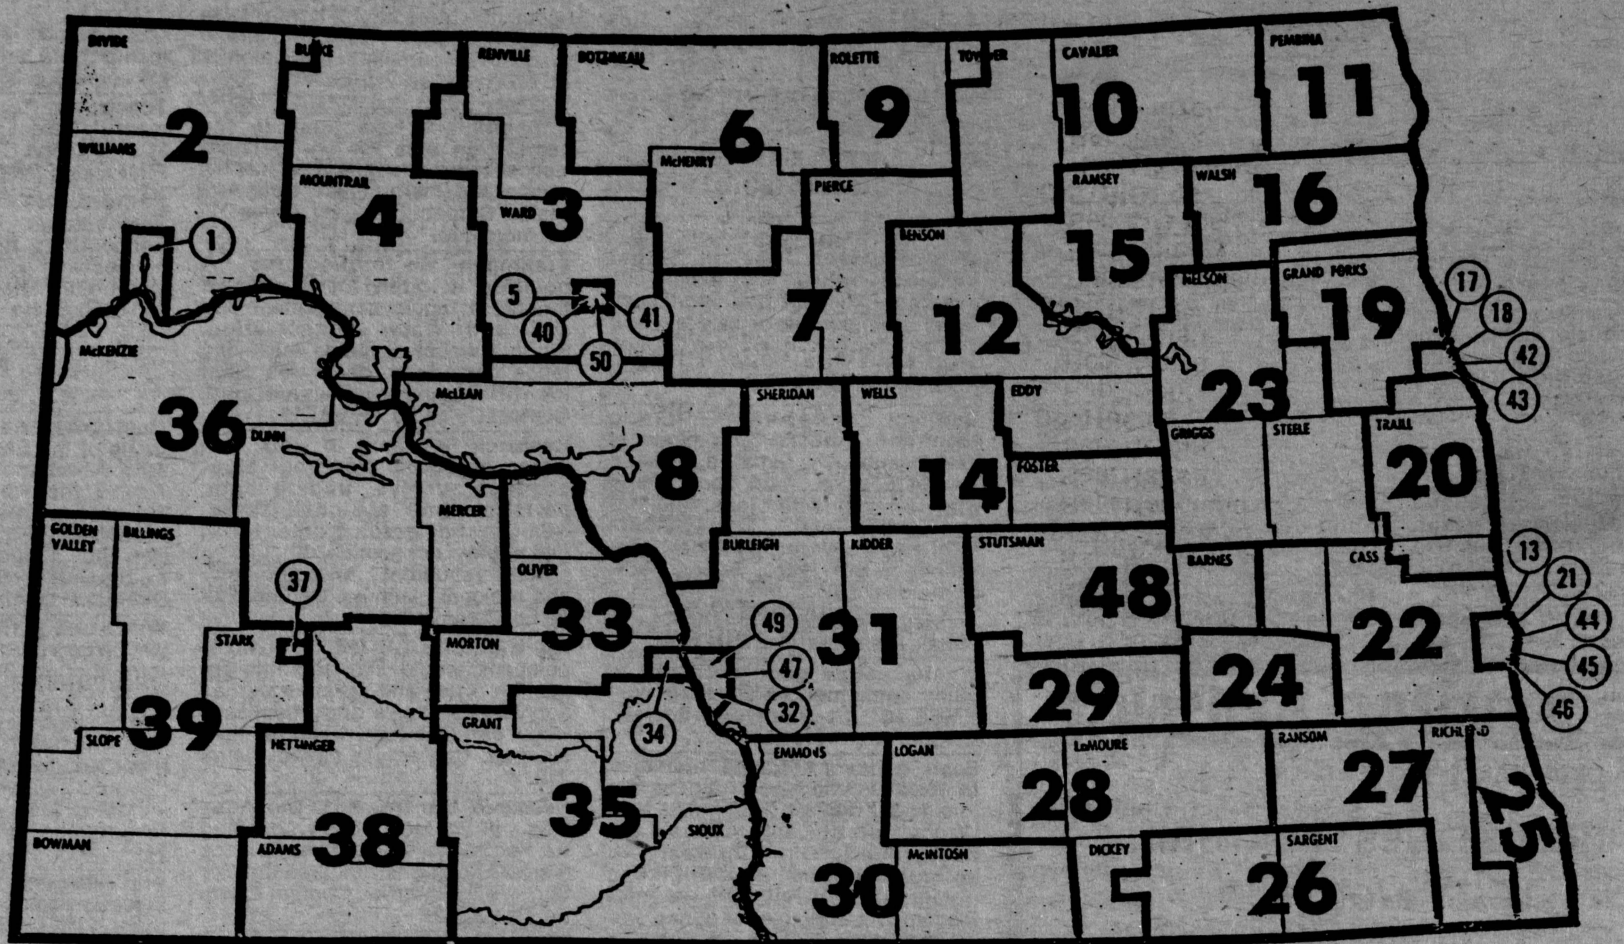 DIVIDE
BURKE
RENVILLE
BOTTINEAU
ROLETTE
TOWNER
CAVALIER
PEMBINA
2
6
9
10
11
WILLIAMS
MOUNTRAIL
McHENRY
PIERCE
RAMSEY
WALSH
4
WARD
3
16
1
BENSON
15
NELSON
GRAND FORKS
17
5
40
50
41
7
12
19
18
42
43
McKENZIE
McLEAN
SHERIDAN
WELLS
EDDY
23
36
DUNN
GRIGGS
STEELE
TRAILL
8
14
FOSTER
20
MERCER
GOLDEN
VALLEY
BILLINGS
BURLEIGH
KIDDER
STUTSMAN
BARNES
CASS
13
37
OLIVER
48
21
33
49
31
22
44
STARK
MORTON
47
45
34
32
29
24
46
39
GRANT
SLOPE
HETTINGER
EMMONS
LOGAN
LaMOURE
RANSOM
RICHLAND
28
27
35
25
SIOUX
38
BOWMAN
ADAMS
McINTOSH
DICKEY
SARGENT
30
26